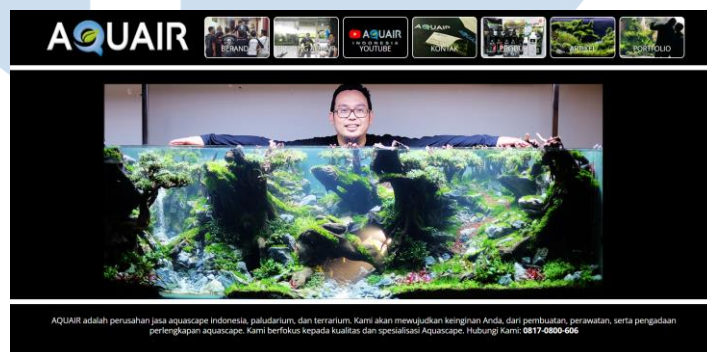 AQUAIR
BERANDA
AQUAIR
INDONESIA
YOUTUBE
KONTAK
ARTIKEL
PORTFOLIO
AQUAIR adalah perusahan jasa aquascape indonesia, paludarium, dan terrarium. Kami akan mewujudkan keinginan Anda, dari pembuatan, perawatan, serta pengadaan
perlengkapan aquascape. Kami berfokus kepada kualitas dan spesialisasi Aquascape. Hubungi Kami: 0817-0800-606